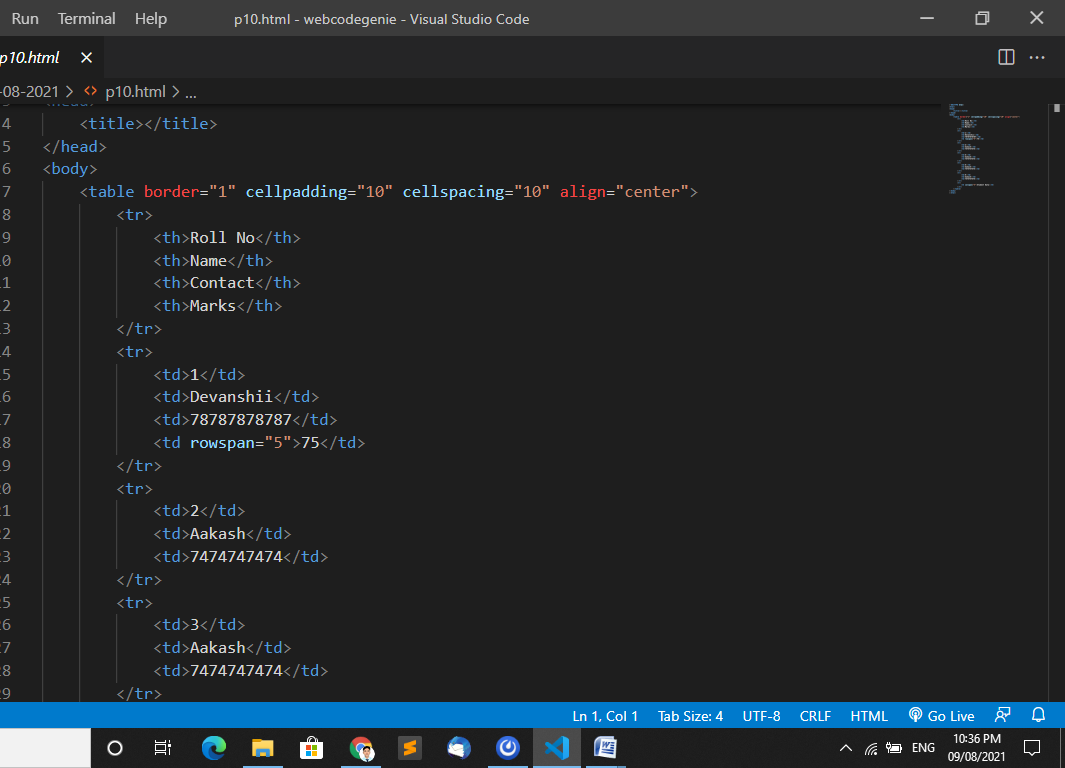 Run Terminal Help p10.html - webcodegenie - Visual Studio Code
p10.html
-08-2021 > <> p10.html > ...
4 <title></title>
5 </head>
6 <body>
7 <table border="1" cellpadding="10" cellspacing="10" align="center">
8 <tr>
9 <th>Roll No</th>
0 <th>Name</th>
1 <th>Contact</th>
2 <th>Marks</th>
3 </tr>
4 <tr>
5 <td>1</td>
6 <td>Devanshii</td>
7 <td>78787878787</td>
8 <td rowspan="5">75</td>
9 </tr>
0 <tr>
1 <td>2</td>
2 <td>Aakash</td>
3 <td>7474747474</td>
4 </tr>
5 <tr>
6 <td>3</td>
7 <td>Aakash</td>
8 <td>7474747474</td>
29 </tr>
Ln 1, Col 1 Tab Size: 4 UTF-8 CRLF HTML Go Live
ENG 10:36 PM
09/08/2021